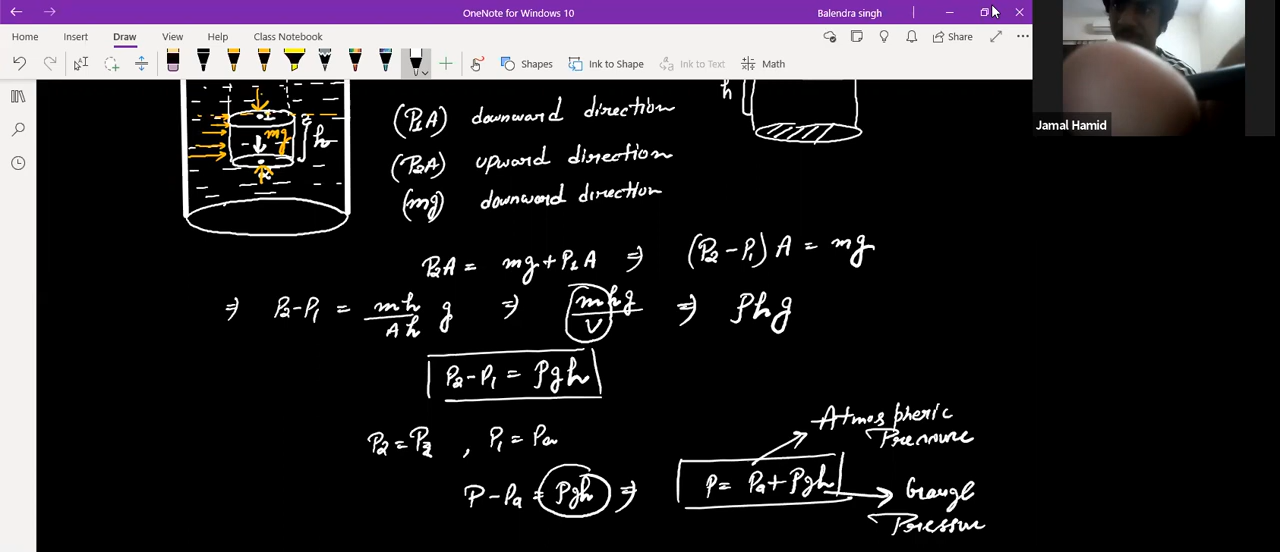 OneNote for Windows 10
Balendra singh
Home Insert Draw View Help Class Notebook
Share
Shapes Ink to Shape Ink to Text Math
Jamal Hamid
mg h
h
(P1A) downward direction
(P2A) upward direction
(mg) downward direction
P2A = mg + P1A ⇒ (P2 - P1) A = mg
⇒ P2 - P1 = mh/Ah g ⇒ mhg/V ⇒ ρhg
P2 - P1 = ρgh
P2 = P2 , P1 = Pa
Atmospheric
Pressure
P - Pa = ρgh ⇒ P = Pa + ρgh
Gauge
Pressure